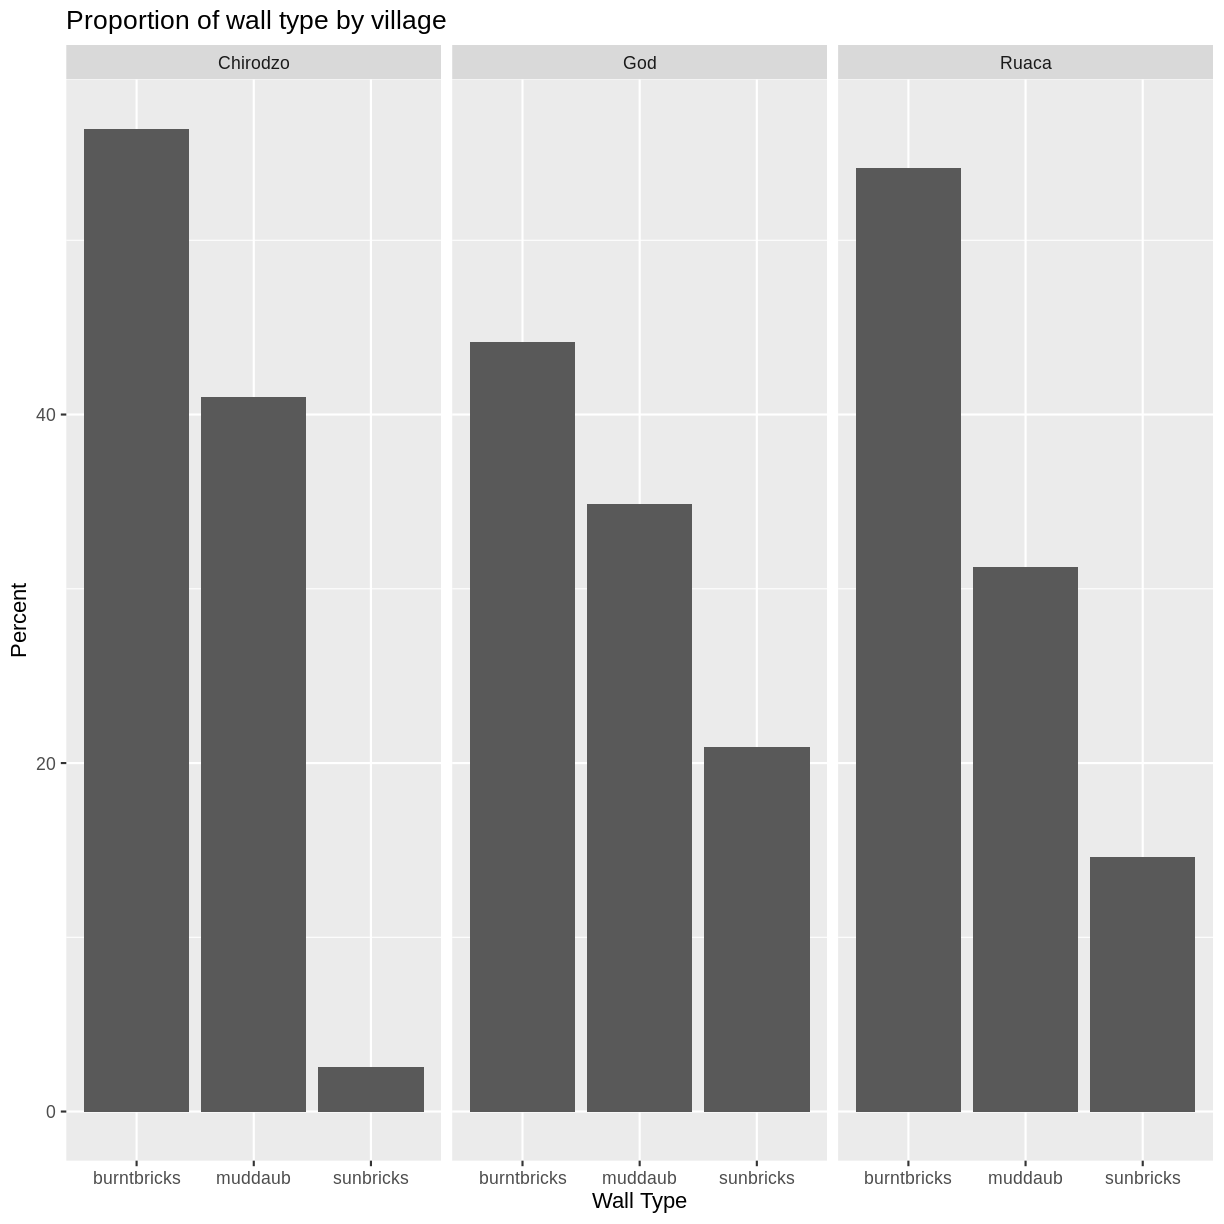 Proportion of wall type by village
Chirodzo God Ruaca
40
20
0
Percent
burntbricks muddaub sunbricks burntbricks muddaub sunbricks burntbricks muddaub sunbricks
Wall Type